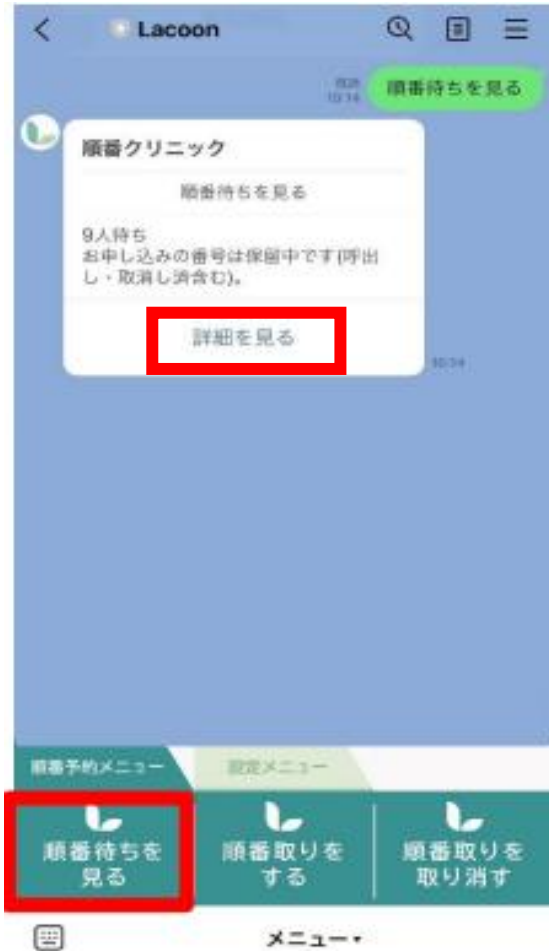 Lacoon
順番待ちを見る
順番クリニック
順番待ちを見る
9人待ち
お申し込みの番号は保留中です(呼出
し・取消し済含む)。
詳細を見る
順番予約メニュー
設定メニュー
順番待ちを
見る
順番取りを
する
順番取りを
取り消す
メニュー▾